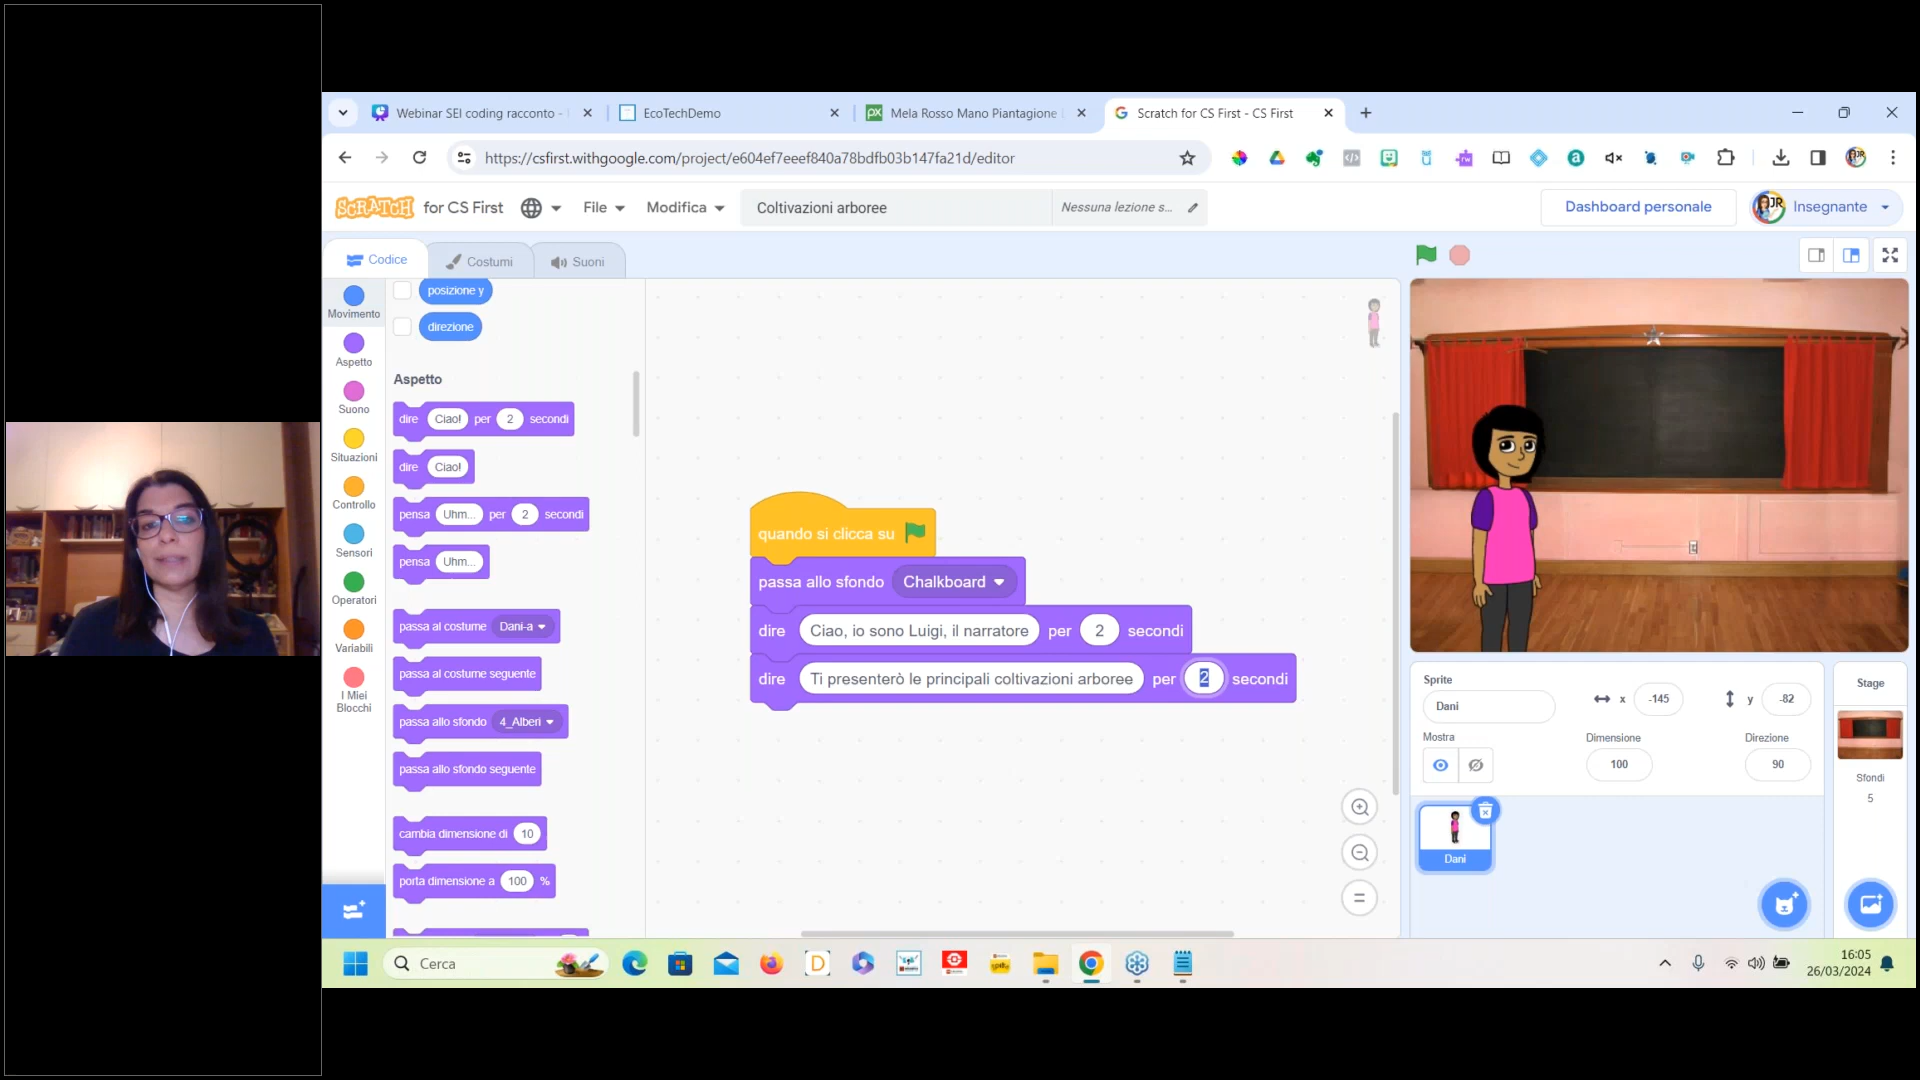 Webinar SEI coding racconto -
EcoTechDemo
Mela Rosso Mano Piantagione
Scratch for CS First - CS First
https://csfirst.withgoogle.com/project/e604ef7eeef840a78bdfb03b147fa21d/editor
SCRATCH for CS First
File
Modifica
Coltivazioni arboree
Nessuna lezione s...
Dashboard personale
Insegnante
Codice
Costumi
Suoni
Movimento
Aspetto
Suono
Situazioni
Controllo
Sensori
Operatori
Variabili
I Miei
Blocchi
posizione y
direzione
Aspetto
dire Ciao! per 2 secondi
dire Ciao!
pensa Uhm... per 2 secondi
pensa Uhm...
passa al costume Dani-a
passa al costume seguente
passa allo sfondo 4_Alberi
passa allo sfondo seguente
cambia dimensione di 10
porta dimensione a 100 %
quando si clicca su
passa allo sfondo Chalkboard
dire Ciao, io sono Luigi, il narratore per 2 secondi
dire Ti presenterò le principali coltivazioni arboree per 2 secondi
Sprite
Dani
x -145
y -82
Mostra
Dimensione
100
Direzione
90
Dani
Stage
Sfondi
5
Cerca
16:05
26/03/2024